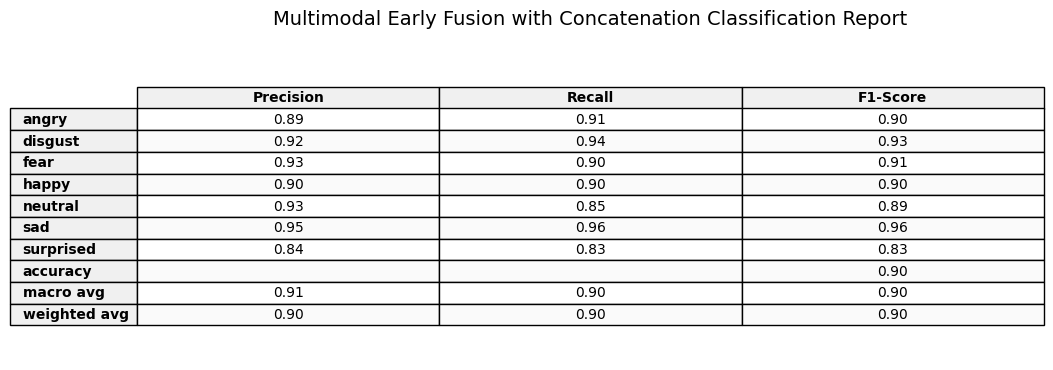 Multimodal Early Fusion with Concatenation Classification Report
Precision Recall F1-Score
angry 0.89 0.91 0.90
disgust 0.92 0.94 0.93
fear 0.93 0.90 0.91
happy 0.90 0.90 0.90
neutral 0.93 0.85 0.89
sad 0.95 0.96 0.96
surprised 0.84 0.83 0.83
accuracy 0.90
macro avg 0.91 0.90 0.90
weighted avg 0.90 0.90 0.90